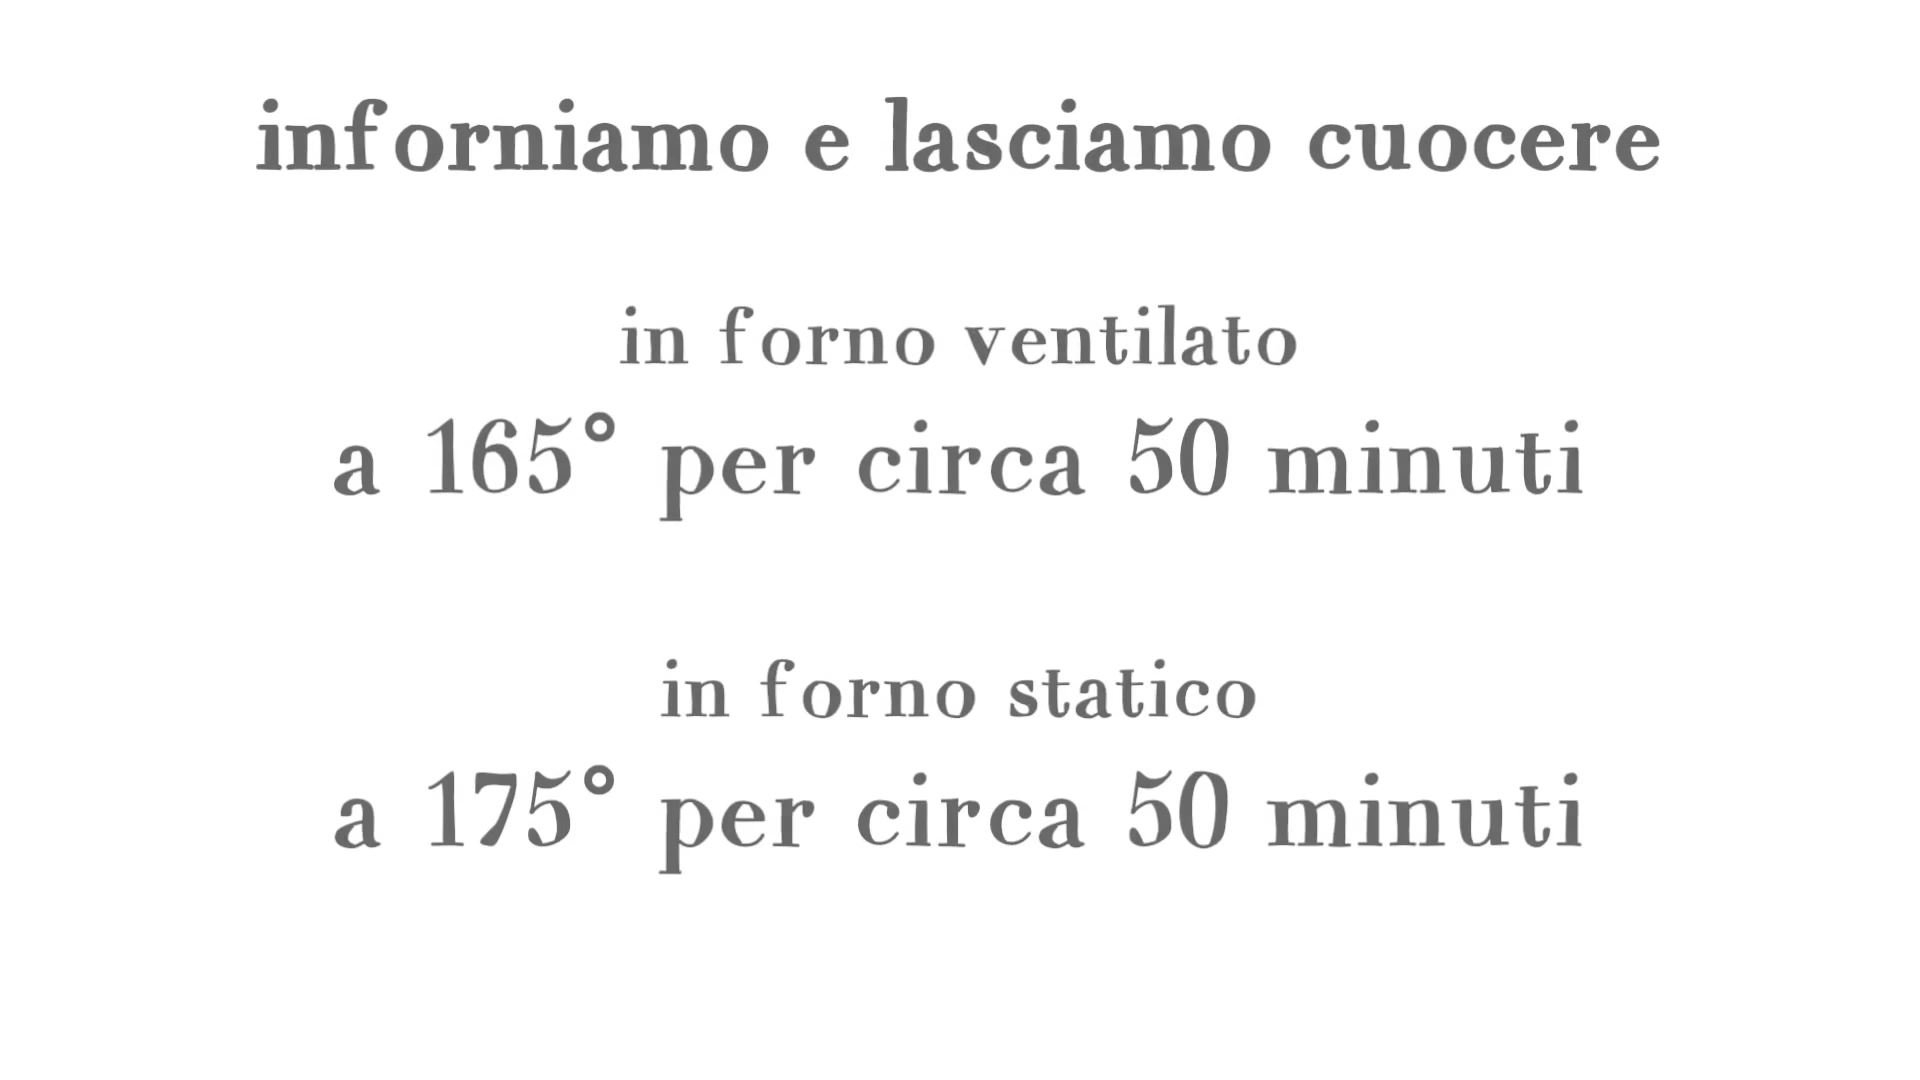 inforniamo e lasciamo cuocere
in forno ventilato
a 165° per circa 50 minuti
in forno statico
a 175° per circa 50 minuti